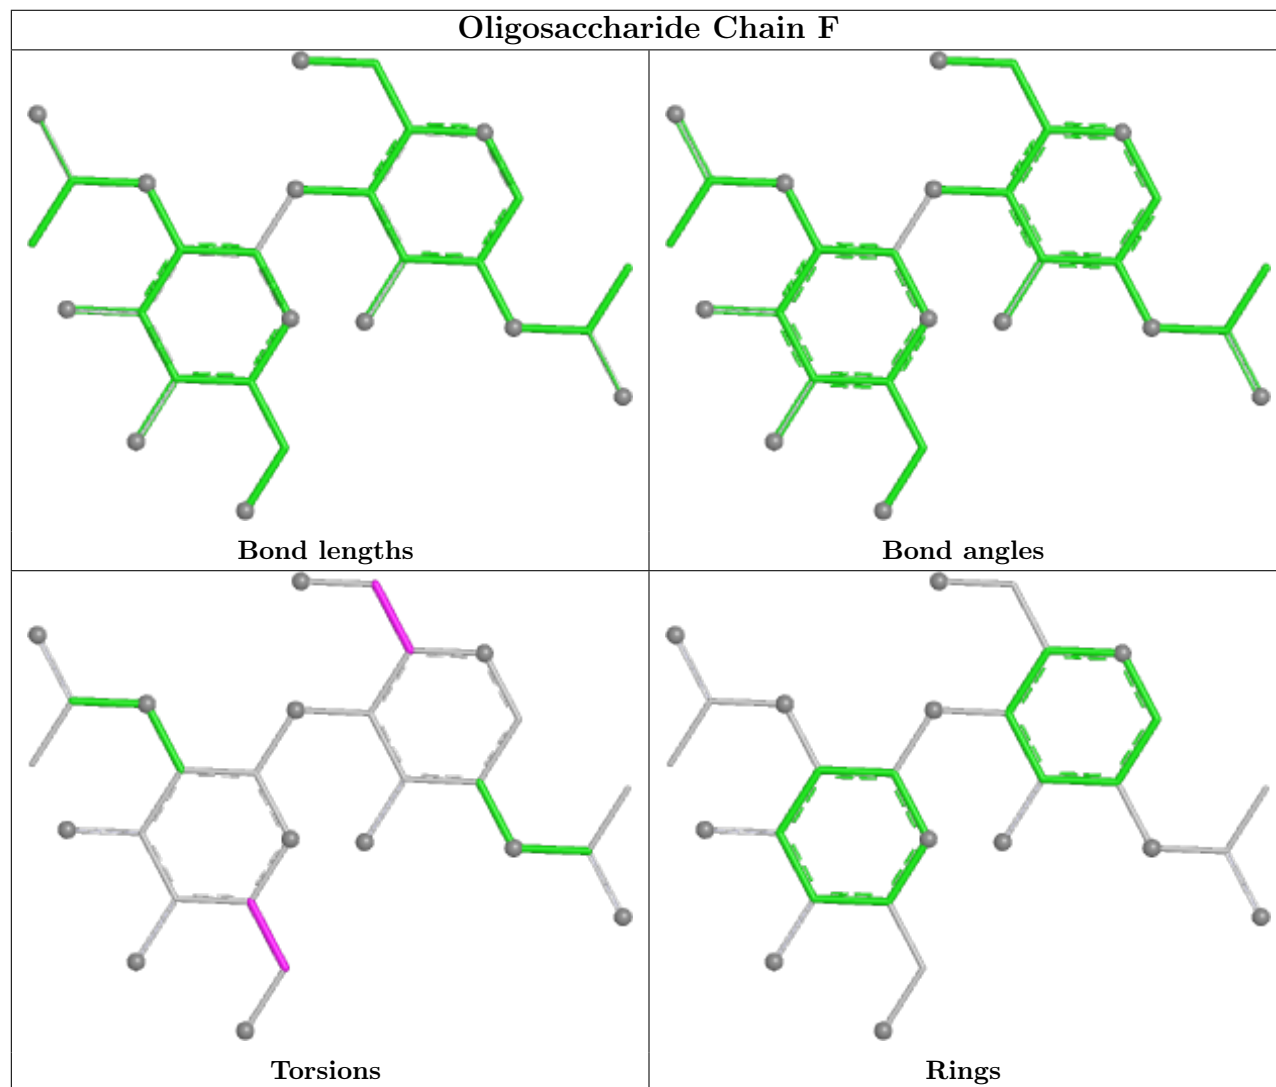 Oligosaccharide Chain F
Bond lengths
Bond angles
Torsions
Rings